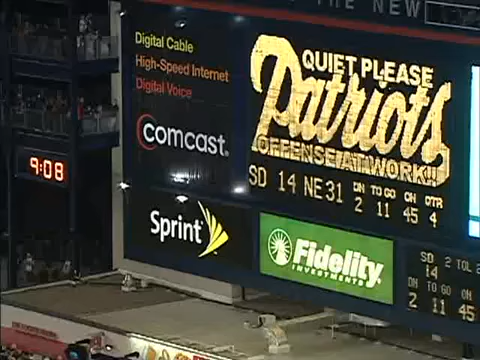 THE NEW
Digital Cable
High-Speed Internet
Digital Voice
comcast.
QUIET PLEASE
Patriots
OFFENSE AT WORK!!
SD 14 NE 31
DN TO GO ON QTR
2 11 45 4
9:08
Sprint
Fidelity
INVESTMENTS
SD 2 TOL
14
DN TO GO ON
2 11 45